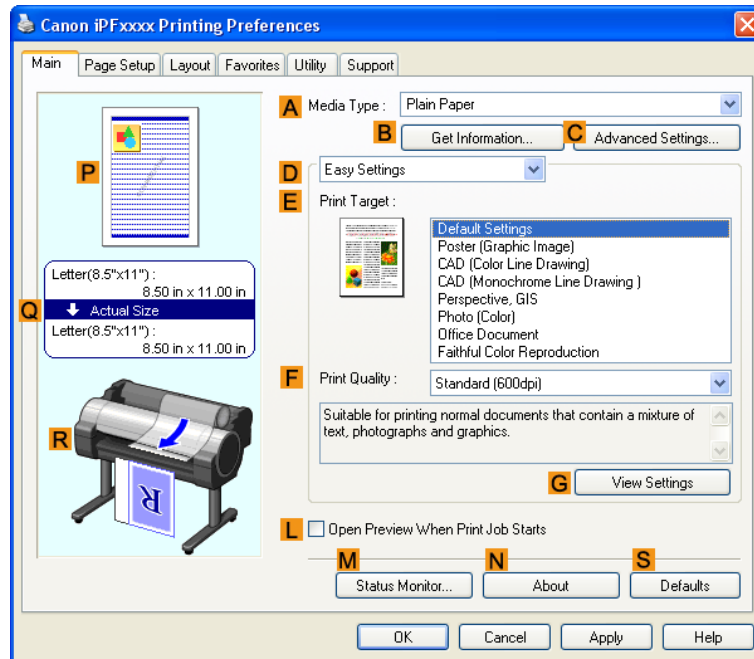 Canon iPFxxxx Printing Preferences
Main Page Setup Layout Favorites Utility Support
A Media Type : Plain Paper
B Get Information... C Advanced Settings...
P
D Easy Settings
E Print Target :
Default Settings
Poster (Graphic Image)
CAD (Color Line Drawing)
CAD (Monochrome Line Drawing )
Perspective, GIS
Photo (Color)
Office Document
Faithful Color Reproduction
Letter(8.5"x11") :
8.50 in x 11.00 in
Q Actual Size
Letter(8.5"x11") :
8.50 in x 11.00 in
F Print Quality : Standard (600dpi)
Suitable for printing normal documents that contain a mixture of
text, photographs and graphics.
G View Settings
R
R
L Open Preview When Print Job Starts
M N S
Status Monitor... About Defaults
OK Cancel Apply Help